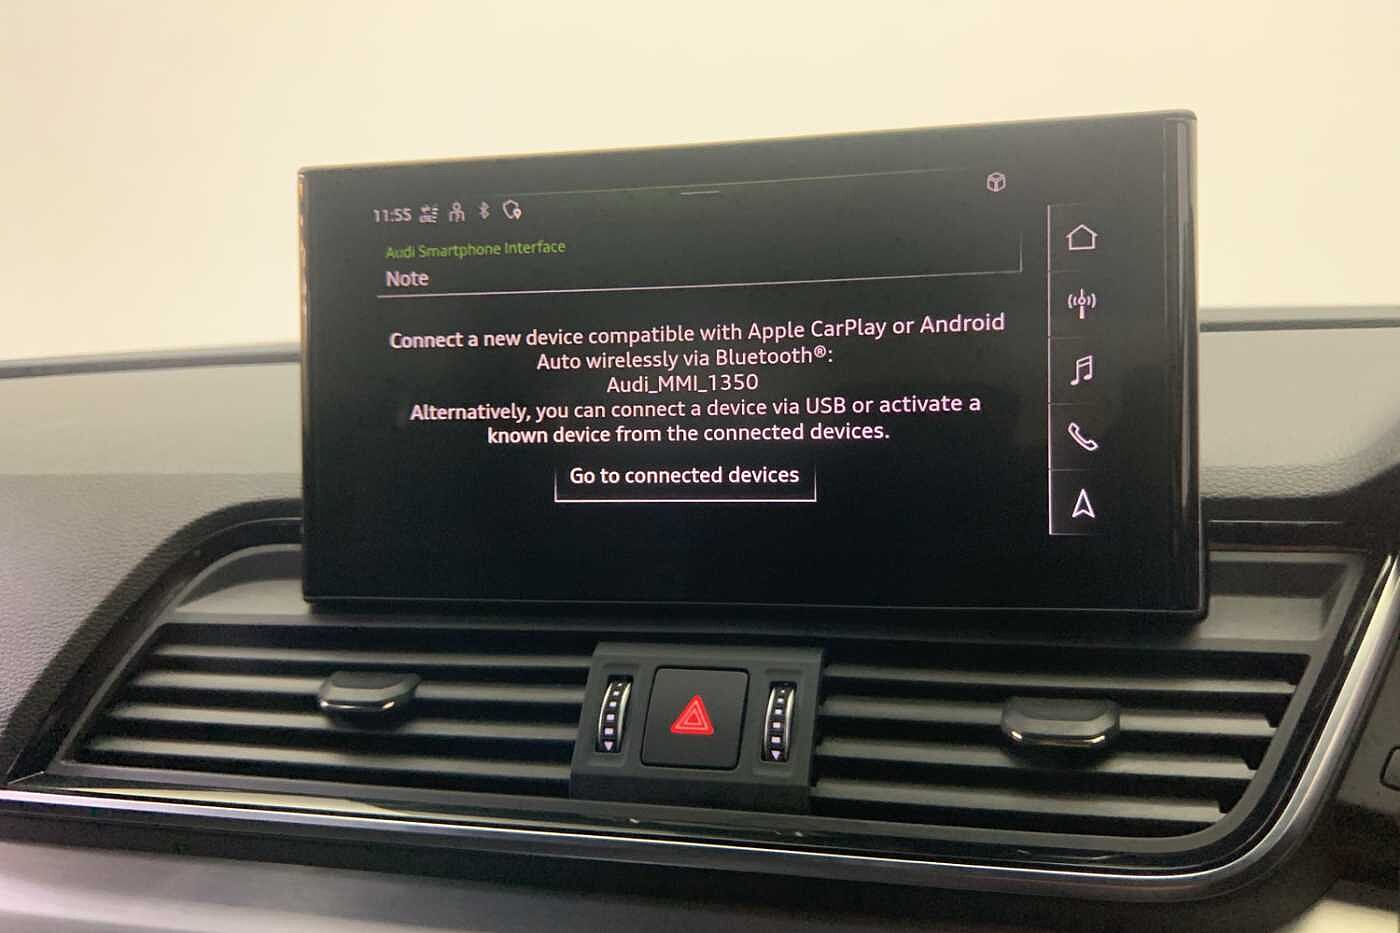 11:55
Audi Smartphone Interface
Note
Connect a new device compatible with Apple CarPlay or Android
Auto wirelessly via Bluetooth®:
Audi_MMI_1350
Alternatively, you can connect a device via USB or activate a
known device from the connected devices.
Go to connected devices